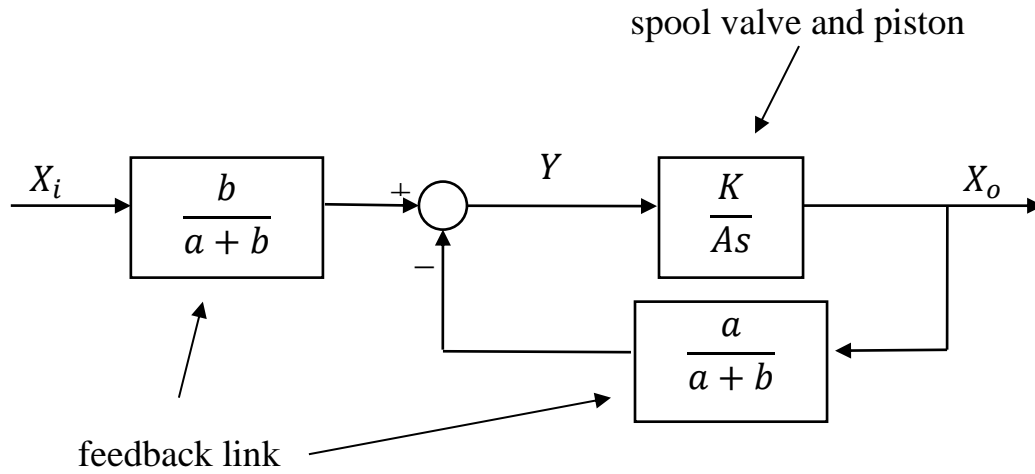 spool valve and piston
X_i
b
a + b
+
−
Y
K
As
X_o
a
a + b
feedback link